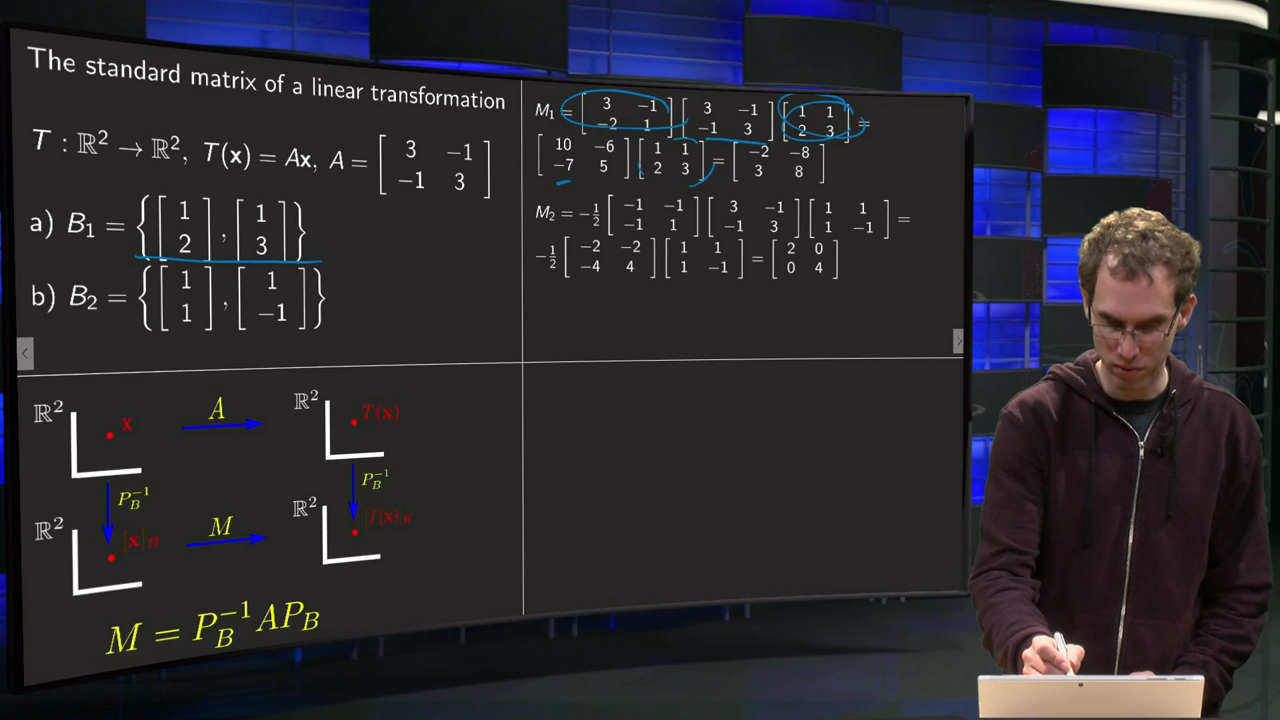 The standard matrix of a linear transformation
T : ℝ² → ℝ², T(x) = Ax, A = [ 3 −1 ; −1 3 ]
a) B₁ = { [ 1 ; 2 ] , [ 1 ; 3 ] }
b) B₂ = { [ 1 ; 1 ] , [ 1 ; −1 ] }
M₁ = [ 3 −1 ; −2 1 ] [ 3 −1 ; −1 3 ] [ 1 1 ; 2 3 ] =
[ 10 −6 ; −7 5 ] [ 1 1 ; 2 3 ] = [ −2 −8 ; 3 8 ]
M₂ = −½ [ −1 −1 ; −1 1 ] [ 3 −1 ; −1 3 ] [ 1 1 ; 1 −1 ] =
−½ [ −2 −2 ; −4 4 ] [ 1 1 ; 1 −1 ] = [ 2 0 ; 0 4 ]
ℝ² x A ℝ² T(x)
P_B⁻¹ P_B⁻¹
ℝ² [x]_B M ℝ² [T(x)]_B
M = P_B⁻¹AP_B